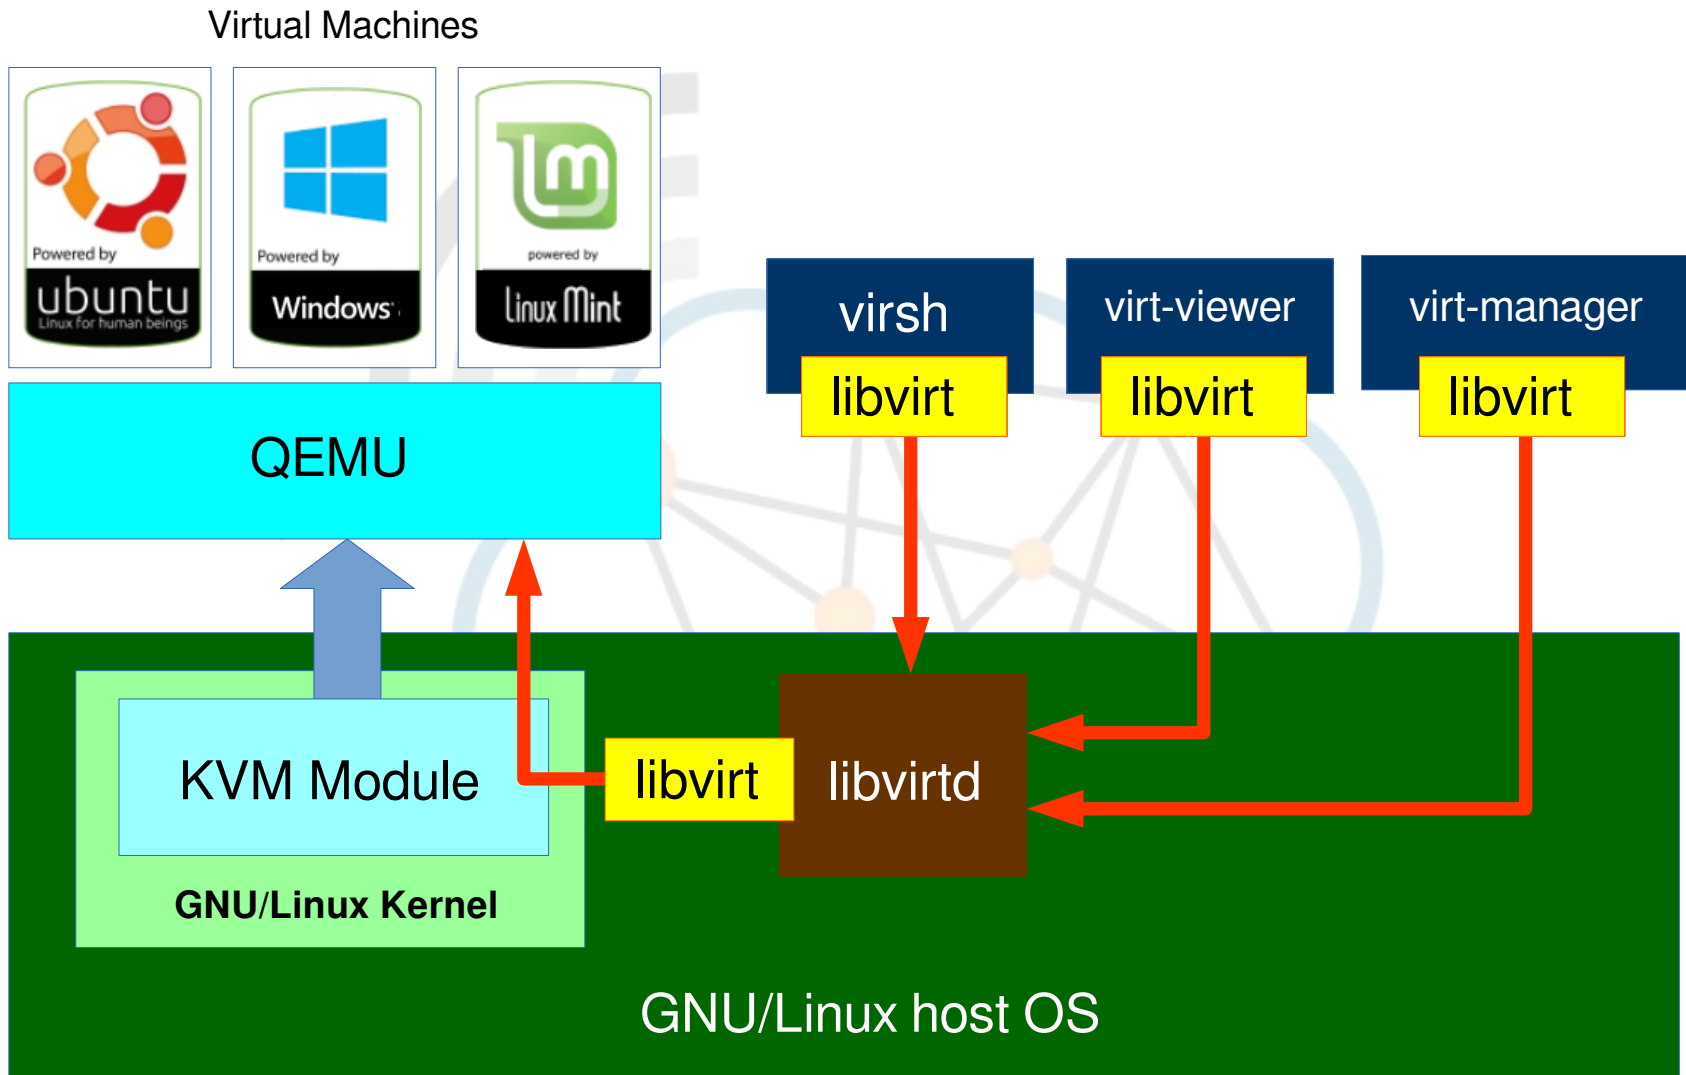 Virtual Machines
Powered by
ubuntu
Linux for human beings
Powered by
Windows
powered by
Linux Mint
QEMU
virsh
libvirt
virt-viewer
libvirt
virt-manager
libvirt
KVM Module
GNU/Linux Kernel
libvirt
libvirtd
GNU/Linux host OS